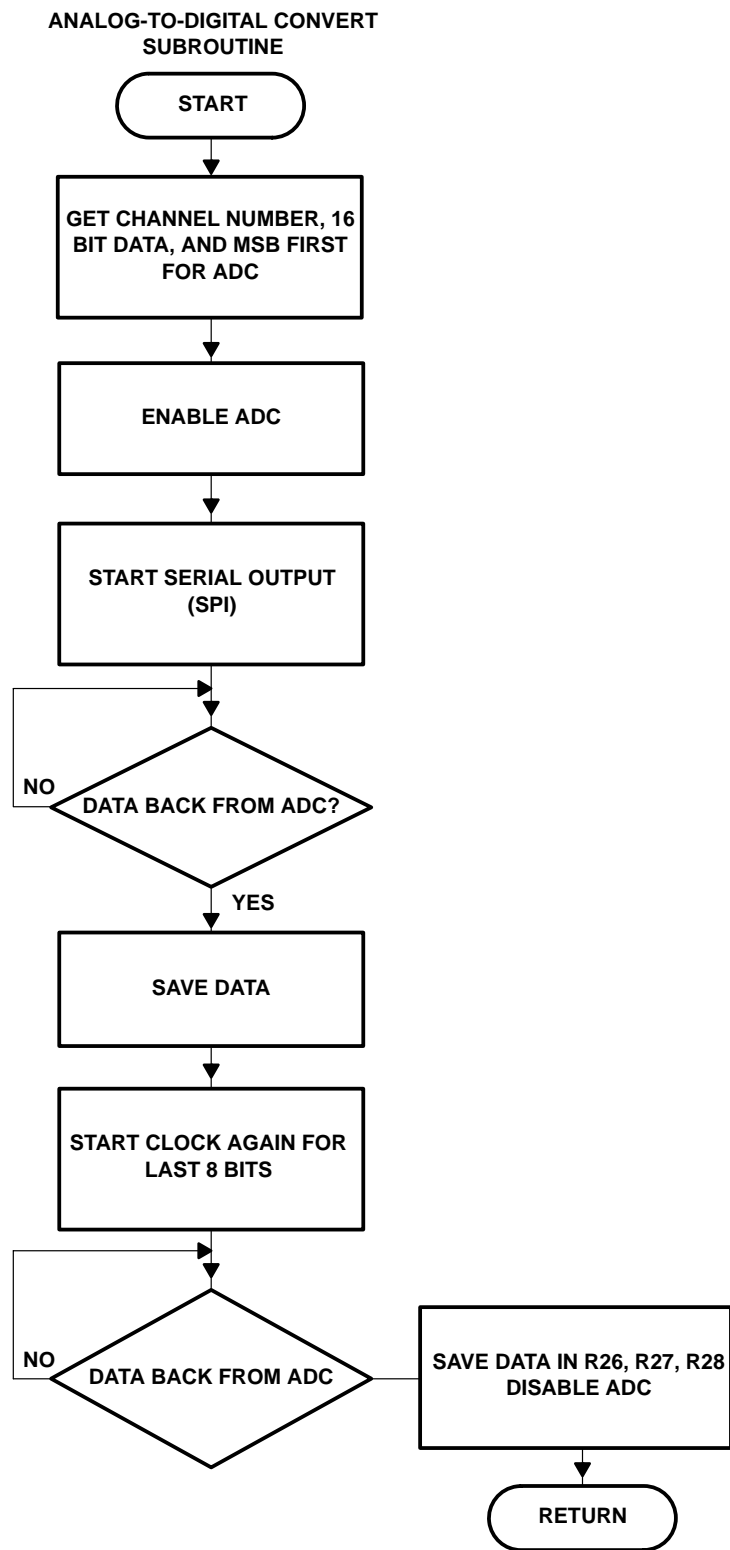 ANALOG-TO-DIGITAL CONVERT
SUBROUTINE
START
GET CHANNEL NUMBER, 16
BIT DATA, AND MSB FIRST
FOR ADC
ENABLE ADC
START SERIAL OUTPUT
(SPI)
NO
DATA BACK FROM ADC?
YES
SAVE DATA
START CLOCK AGAIN FOR
LAST 8 BITS
NO
DATA BACK FROM ADC
SAVE DATA IN R26, R27, R28
DISABLE ADC
RETURN